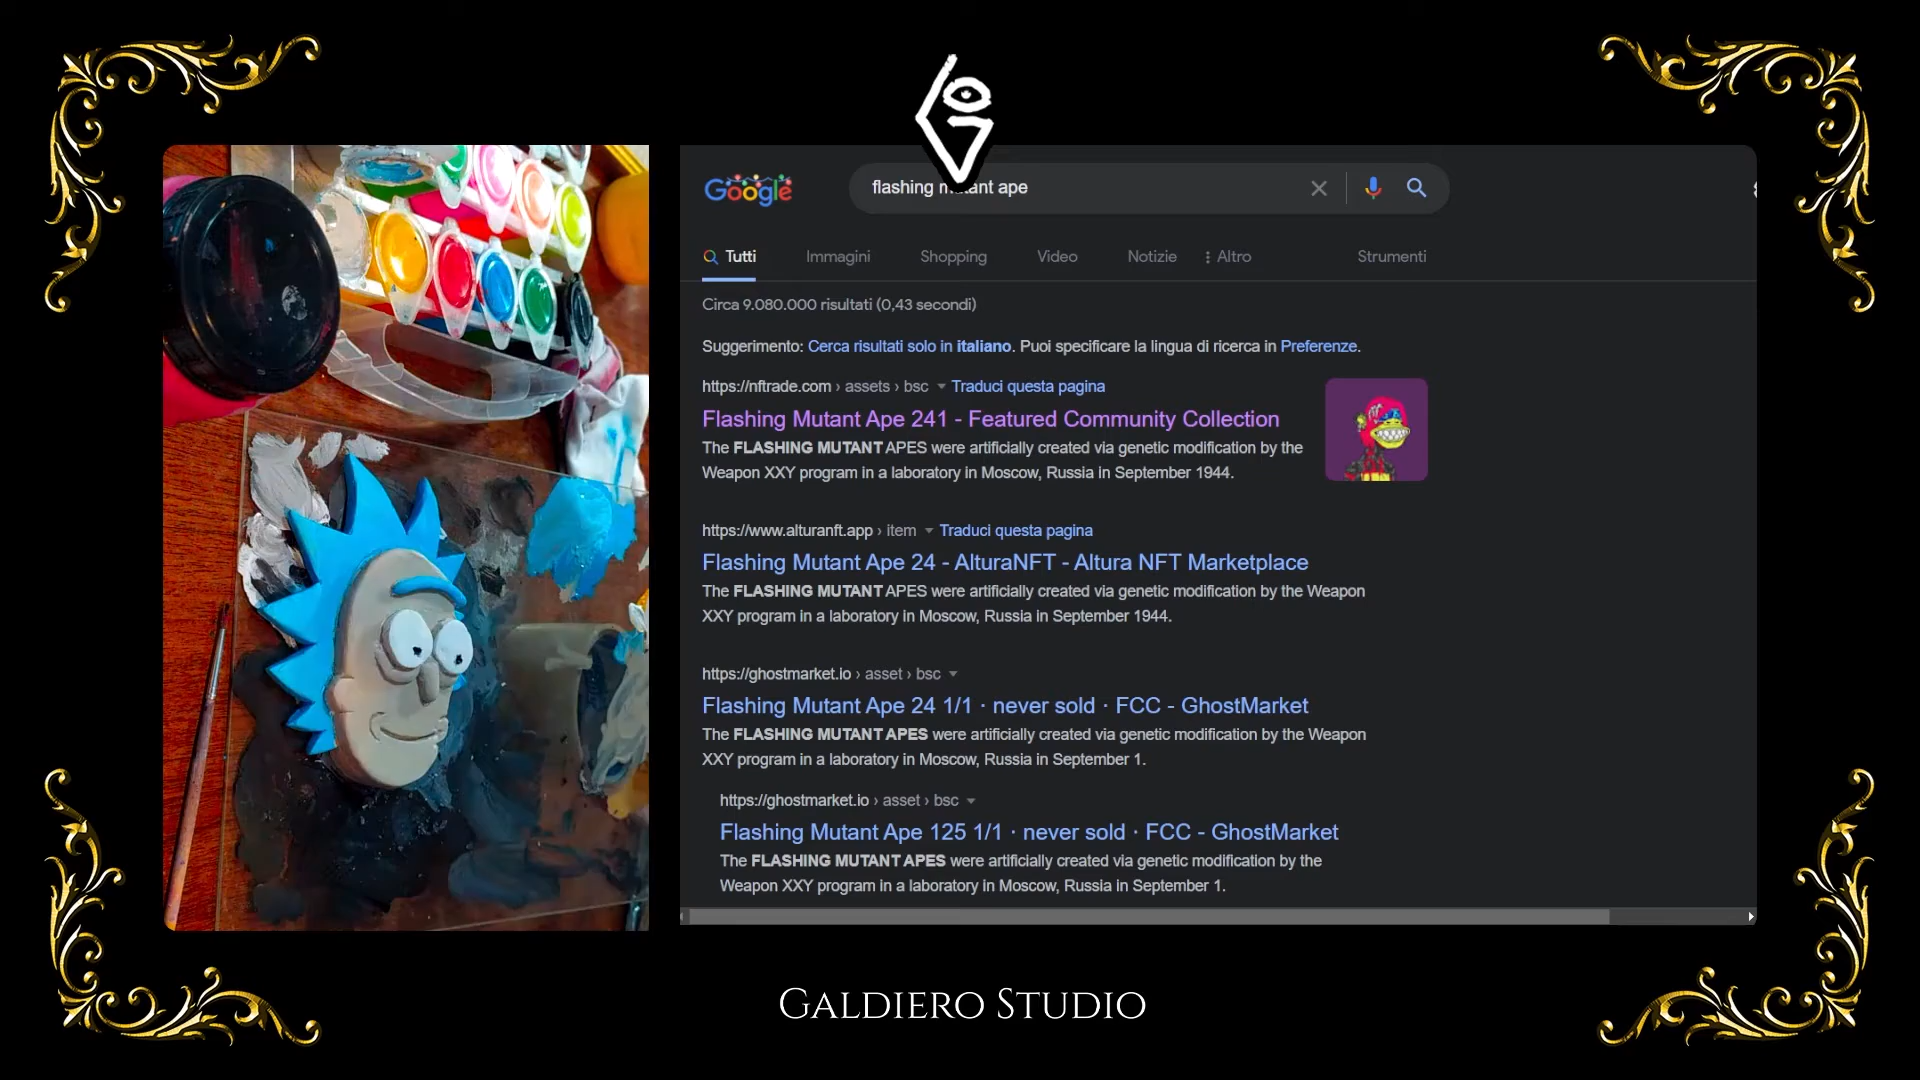 Google
flashing mutant ape
Tutti Immagini Shopping Video Notizie Altro Strumenti
Circa 9.080.000 risultati (0,43 secondi)
Suggerimento: Cerca risultati solo in italiano. Puoi specificare la lingua di ricerca in Preferenze.
https://nftrade.com › assets › bsc Traduci questa pagina
Flashing Mutant Ape 241 - Featured Community Collection
The FLASHING MUTANT APES were artificially created via genetic modification by the
Weapon XXY program in a laboratory in Moscow, Russia in September 1944.
https://www.alturanft.app › item Traduci questa pagina
Flashing Mutant Ape 24 - AlturaNFT - Altura NFT Marketplace
The FLASHING MUTANT APES were artificially created via genetic modification by the Weapon
XXY program in a laboratory in Moscow, Russia in September 1944.
https://ghostmarket.io › asset › bsc
Flashing Mutant Ape 24 1/1 · never sold · FCC - GhostMarket
The FLASHING MUTANT APES were artificially created via genetic modification by the Weapon
XXY program in a laboratory in Moscow, Russia in September 1.
https://ghostmarket.io › asset › bsc
Flashing Mutant Ape 125 1/1 · never sold · FCC - GhostMarket
The FLASHING MUTANT APES were artificially created via genetic modification by the
Weapon XXY program in a laboratory in Moscow, Russia in September 1.
Galdiero Studio